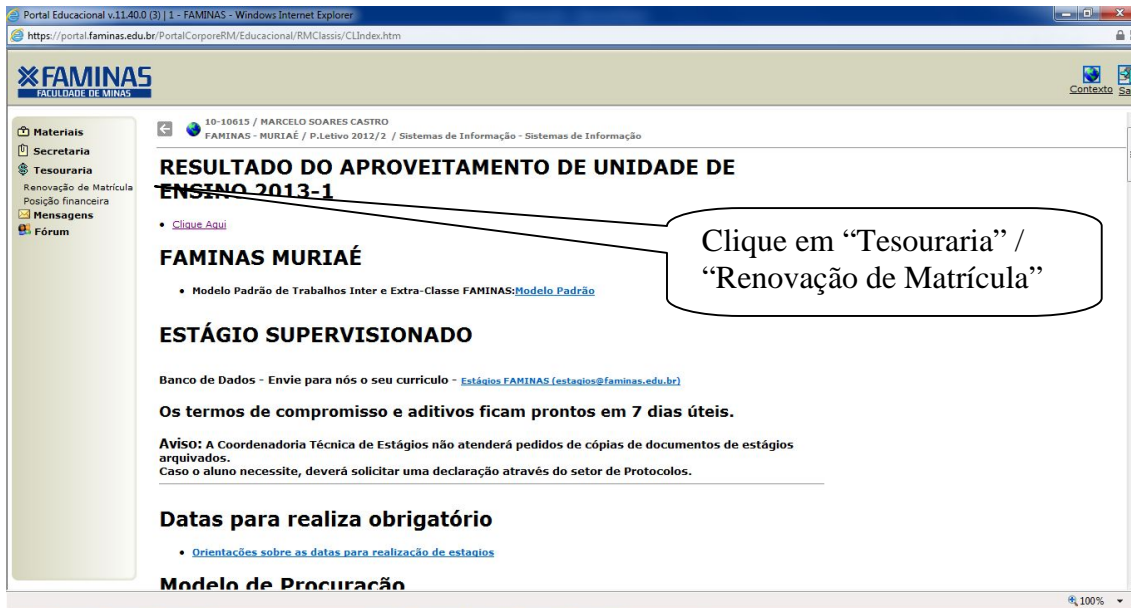 Portal Educacional v.11.40.0 (3) | 1 - FAMINAS - Windows Internet Explorer
https://portal.faminas.edu.br/PortalCorporeRM/Educacional/RMClassis/CLIndex.htm
FAMINAS
FACULDADE DE MINAS
Contexto
Materiais
Secretaria
Tesouraria
Renovação de Matrícula
Posição financeira
Mensagens
Fórum
10-10615 / MARCELO SOARES CASTRO
FAMINAS - MURIAÉ / P.Letivo 2012/2 / Sistemas de Informação - Sistemas de Informação
RESULTADO DO APROVEITAMENTO DE UNIDADE DE
ENSINO 2013-1
• Clique Aqui
Clique em “Tesouraria” /
“Renovação de Matrícula”
FAMINAS MURIAÉ
• Modelo Padrão de Trabalhos Inter e Extra-Classe FAMINAS:Modelo Padrão
ESTÁGIO SUPERVISIONADO
Banco de Dados - Envie para nós o seu curriculo - Estágios FAMINAS (estagios@faminas.edu.br)
Os termos de compromisso e aditivos ficam prontos em 7 dias úteis.
Aviso: A Coordenadoria Técnica de Estágios não atenderá pedidos de cópias de documentos de estágios
arquivados.
Caso o aluno necessite, deverá solicitar uma declaração através do setor de Protocolos.
Datas para realiza obrigatório
• Orientações sobre as datas para realização de estagios
Modelo de Procuração
100%